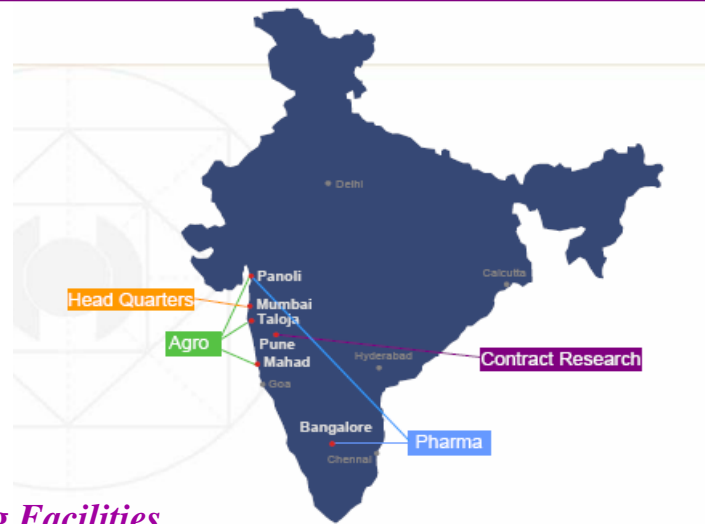 Delhi
Panoli
Calcutta
Head Quarters
Mumbai
Taloja
Agro
Pune
Hyderabad
Contract Research
Mahad
Goa
Bangalore
Pharma
Chennai
g Facilities